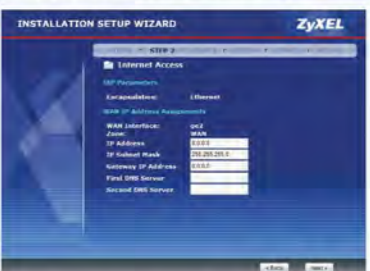 INSTALLATION SETUP WIZARD
ZyXEL
STEP 2
Internet Access
ISP Parameters
Encapsulation: Ethernet
WAN IP Address Assignments
WAN Interface: ge2
Zone: WAN
IP Address 0.0.0.0
IP Subnet Mask 255.255.255.0
Gateway IP Address 0.0.0.0
First DNS Server
Second DNS Server
< Back Next >